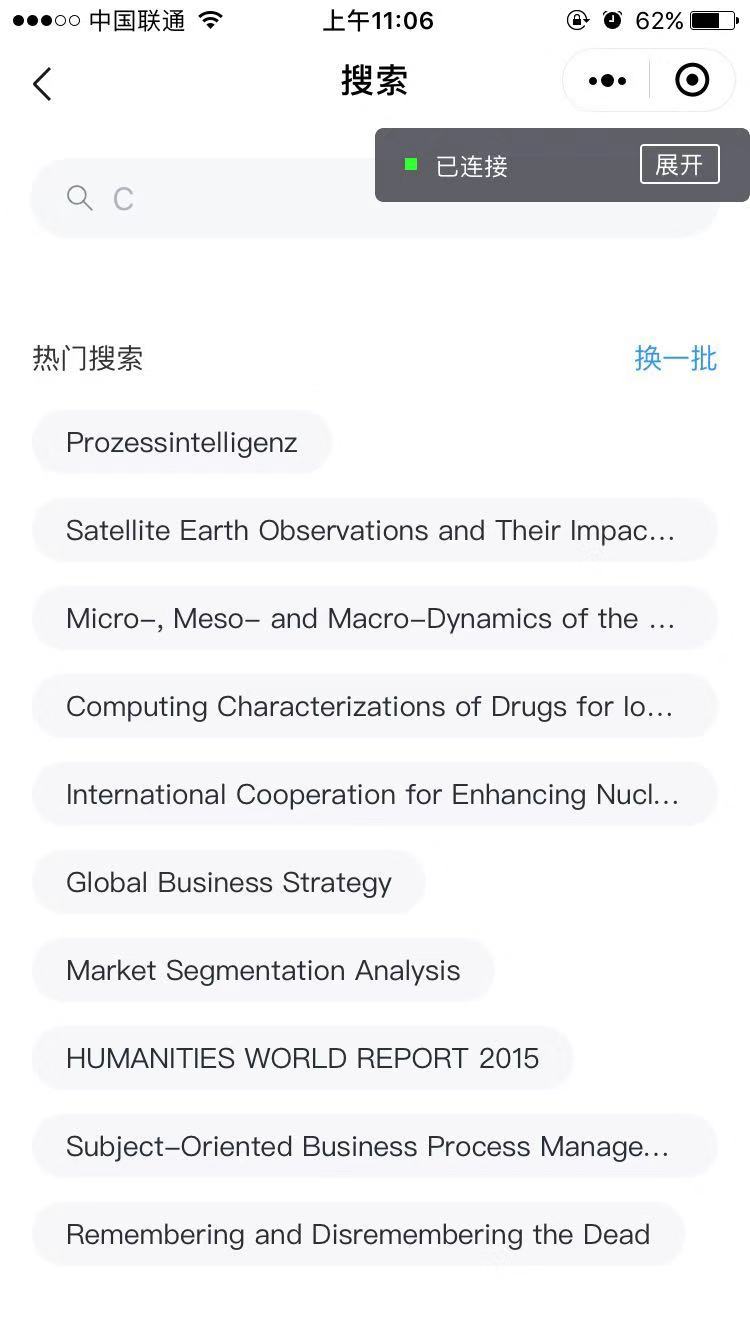 中国联通 上午11:06 62%
搜索
已连接 展开
C
热门搜索 换一批
Prozessintelligenz
Satellite Earth Observations and Their Impac...
Micro-, Meso- and Macro-Dynamics of the ...
Computing Characterizations of Drugs for Io...
International Cooperation for Enhancing Nucl...
Global Business Strategy
Market Segmentation Analysis
HUMANITIES WORLD REPORT 2015
Subject-Oriented Business Process Manage...
Remembering and Disremembering the Dead